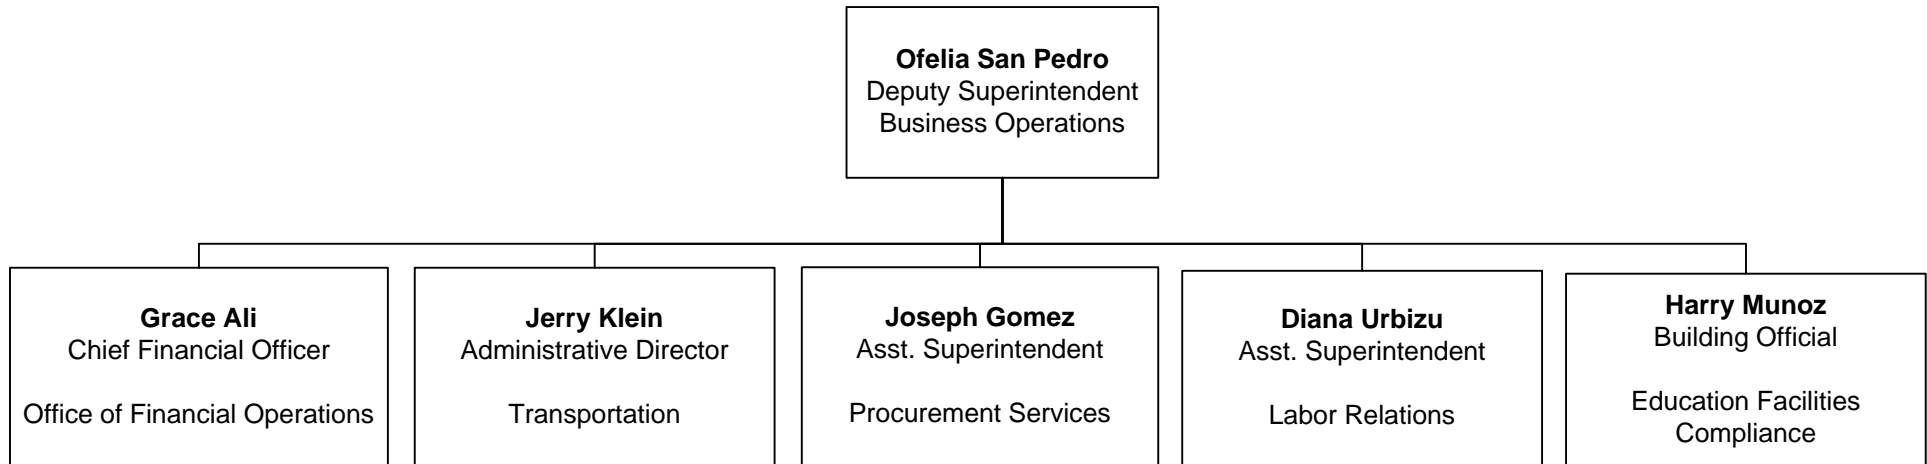 Ofelia San Pedro
Deputy Superintendent
Business Operations
Grace Ali
Chief Financial Officer
Office of Financial Operations
Jerry Klein
Administrative Director
Transportation
Joseph Gomez
Asst. Superintendent
Procurement Services
Diana Urbizu
Asst. Superintendent
Labor Relations
Harry Munoz
Building Official
Education Facilities
Compliance